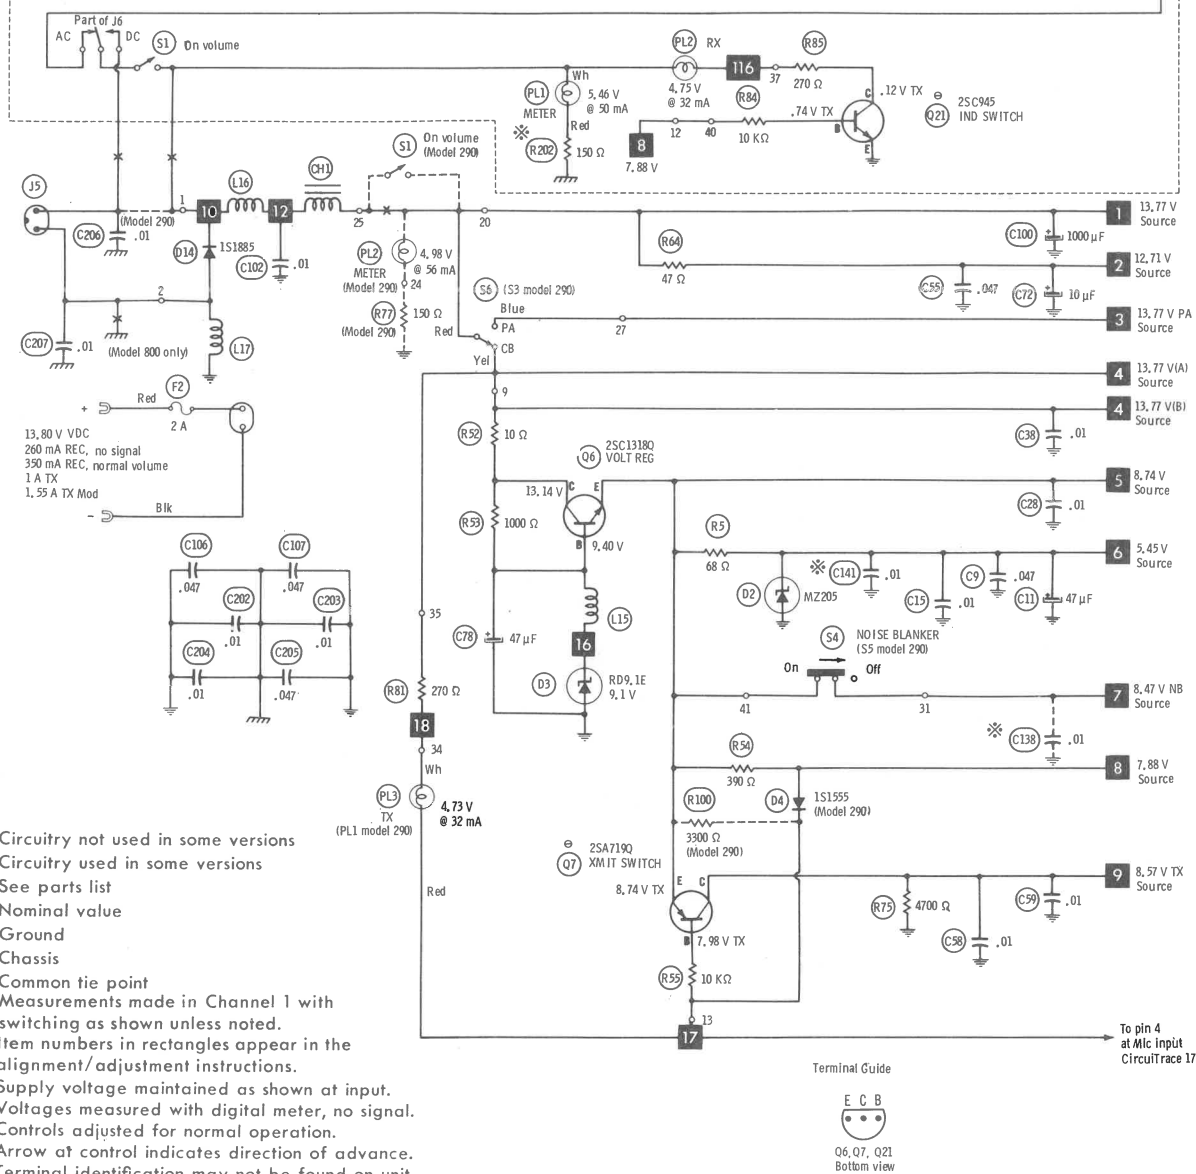 Part of J6
AC
DC
S1
On volume
PL2
RX
R85
Wh
116
37
270 Ω
C
.12 V TX
PL1
METER
5.46 V
@ 50 mA
4.75 V
@ 32 mA
R84
.74 V TX
B
E
⊖
Q21
2SC945
IND SWITCH
Red
※
R202
150 Ω
8
7.88 V
12
40
10 KΩ
S1
On volume
(Model 290)
J5
L16
CH1
1
10
12
25
20
1
13.77 V
Source
(Model 290)
C206
.01
D14
1S1885
C102
.01
PL2
METER
(Model 290)
4.98 V
@ 56 mA
24
R64
47 Ω
C100
+
1000 µF
2
12.71 V
Source
C55
.047
C72
+
10 µF
R77
(Model 290)
150 Ω
S6
(S3 model 290)
Blue
PA
27
3
13.77 V PA
Source
Red
CB
Yel
2
C207
.01
(Model 800 only)
L17
4
13.77 V(A)
Source
9
F2
+
Red
2 A
13.80 V VDC
260 mA REC, no signal
350 mA REC, normal volume
1 A TX
1.55 A TX Mod
−
Blk
4
13.77 V(B)
Source
R52
10 Ω
C38
.01
2SC1318Q
Q6
VOLT REG
13.14 V
C
E
B
9.40 V
5
8.74 V
Source
C28
.01
R53
1000 Ω
R5
68 Ω
6
5.45 V
Source
D2
MZ205
※
C141
.01
C15
.01
C9
.047
C11
+
47 µF
C106
.047
C107
.047
C202
.01
C203
.01
C204
.01
C205
.047
35
C78
+
47 µF
L15
16
D3
RD9.1E
9.1 V
S4
NOISE BLANKER
(S5 model 290)
On
Off
R81
270 Ω
18
34
Wh
41
31
7
8.47 V NB
Source
※
C138
.01
R54
390 Ω
8
7.88 V
Source
PL3
TX
(PL1 model 290)
4.73 V
@ 32 mA
R100
3300 Ω
(Model 290)
D4
1S1555
(Model 290)
⊖
Q7
2SA719Q
XMIT SWITCH
8.74 V TX
E
C
B
7.98 V TX
9
8.57 V TX
Source
R75
4700 Ω
C58
.01
C59
.01
Red
R55
10 KΩ
13
17
To pin 4
at Mic input
CircuiTrace 17
Circuitry not used in some versions
Circuitry used in some versions
See parts list
Nominal value
Ground
Chassis
Common tie point
Measurements made in Channel 1 with
switching as shown unless noted.
Item numbers in rectangles appear in the
alignment/adjustment instructions.
Supply voltage maintained as shown at input.
Voltages measured with digital meter, no signal.
Controls adjusted for normal operation.
Arrow at control indicates direction of advance.
Terminal identification may not be found on unit.
Terminal Guide
E C B
Q6, Q7, Q21
Bottom view